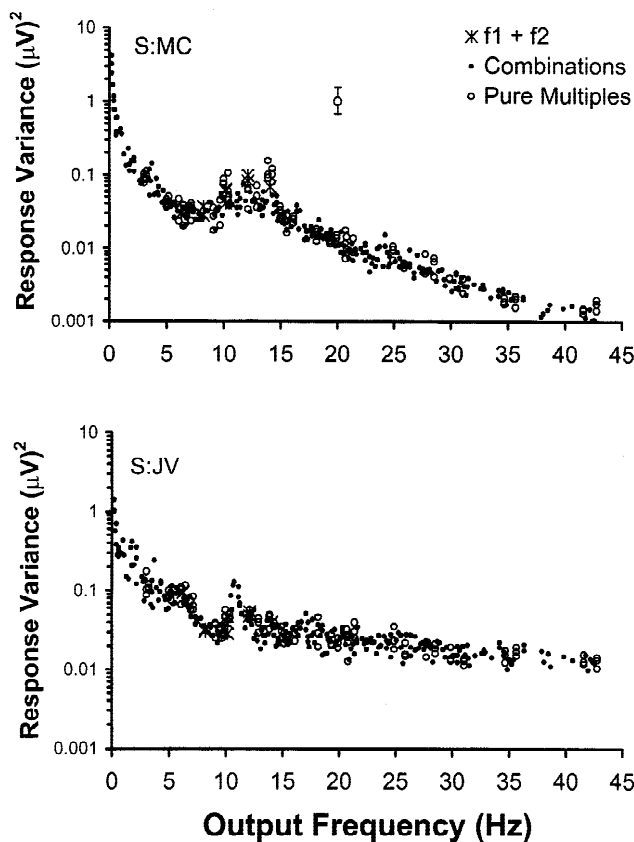 S:MC
f1 + f2
Combinations
Pure Multiples
Response Variance (μV)²
10
1
0.1
0.01
0.001
0 5 10 15 20 25 30 35 40 45
S:JV
Response Variance (μV)²
10
1
0.1
0.01
0.001
0 5 10 15 20 25 30 35 40 45
Output Frequency (Hz)